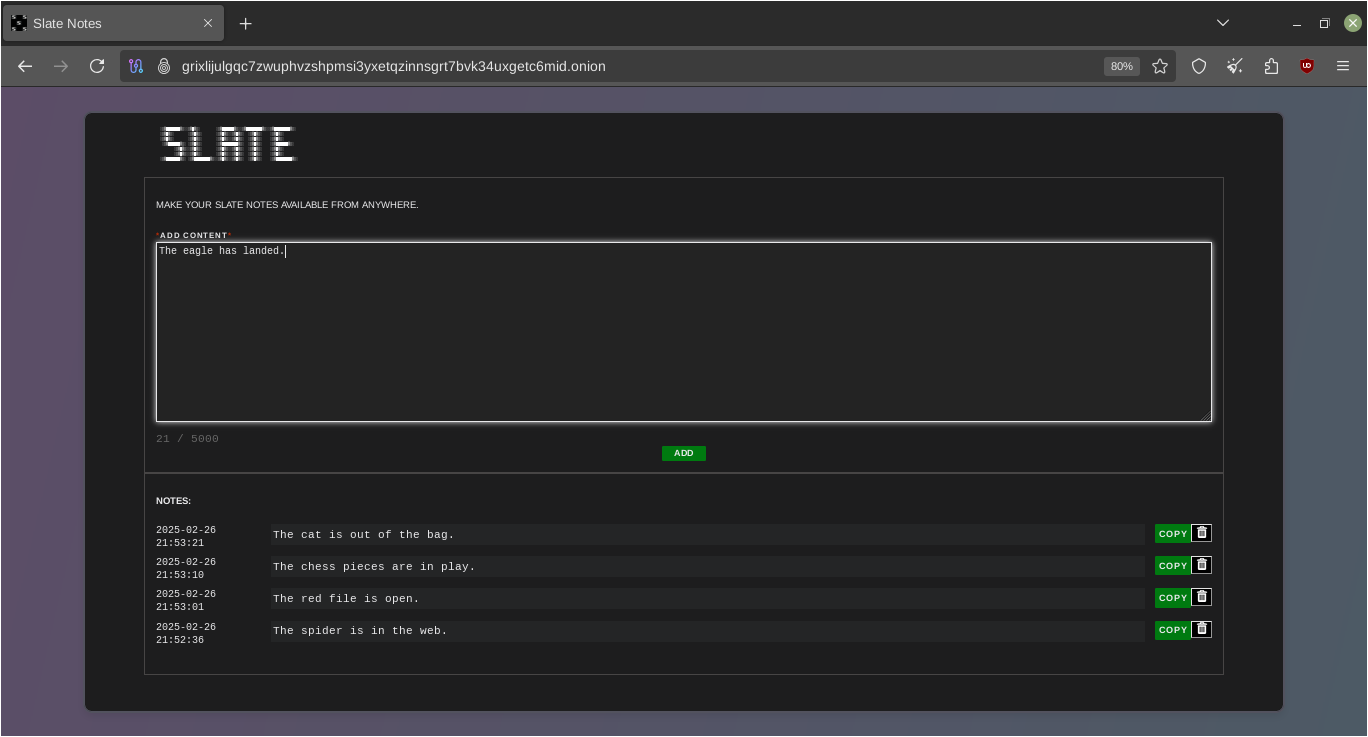 Slate Notes
grixlijulgqc7zwuphvzshpmsi3yxetqzinnsgrt7bvk34uxgetc6mid.onion
80%
SLATE
MAKE YOUR SLATE NOTES AVAILABLE FROM ANYWHERE.
*ADD CONTENT*
The eagle has landed.
21 / 5000
ADD
NOTES:
2025-02-26
21:53:21
The cat is out of the bag.
COPY
2025-02-26
21:53:10
The chess pieces are in play.
COPY
2025-02-26
21:53:01
The red file is open.
COPY
2025-02-26
21:52:36
The spider is in the web.
COPY